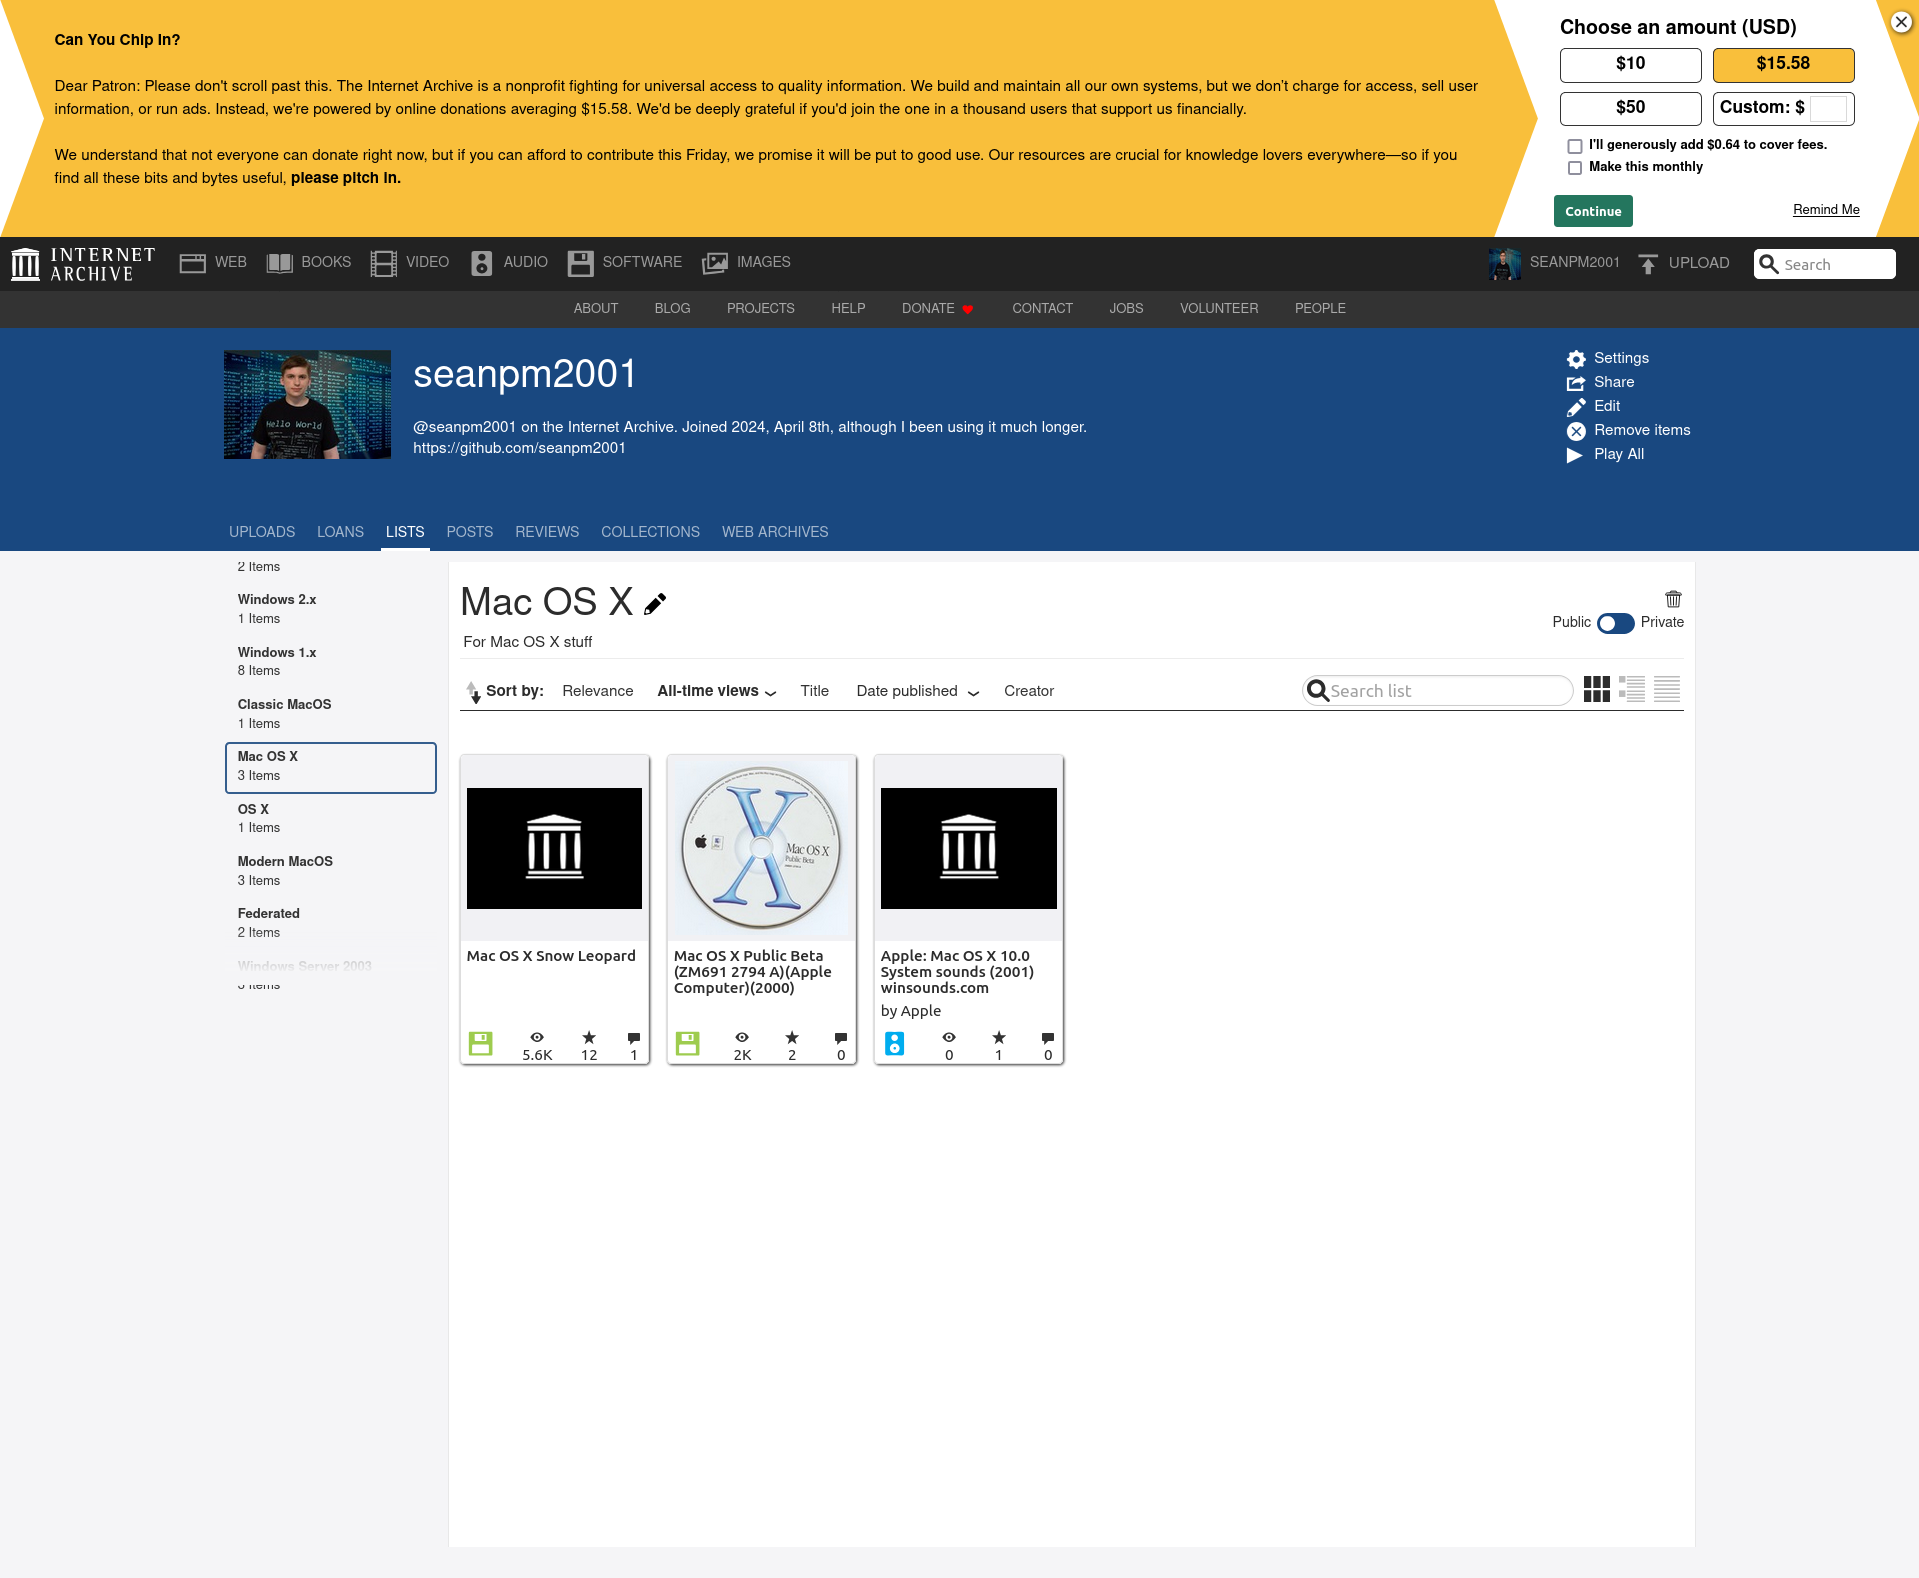 Can You Chip In?
Dear Patron: Please don't scroll past this. The Internet Archive is a nonprofit fighting for universal access to quality information. We build and maintain all our own systems, but we don't charge for access, sell user
information, or run ads. Instead, we're powered by online donations averaging $15.58. We'd be deeply grateful if you'd join the one in a thousand users that support us financially.
We understand that not everyone can donate right now, but if you can afford to contribute this Friday, we promise it will be put to good use. Our resources are crucial for knowledge lovers everywhere—so if you
find all these bits and bytes useful, please pitch in.
Choose an amount (USD)
$10
$15.58
$50
Custom: $
I'll generously add $0.64 to cover fees.
Make this monthly
Continue
Remind Me
INTERNET
ARCHIVE
WEB
BOOKS
VIDEO
AUDIO
SOFTWARE
IMAGES
SEANPM2001
UPLOAD
Search
ABOUT
BLOG
PROJECTS
HELP
DONATE
CONTACT
JOBS
VOLUNTEER
PEOPLE
Hello World
seanpm2001
@seanpm2001 on the Internet Archive. Joined 2024, April 8th, although I been using it much longer.
https://github.com/seanpm2001
Settings
Share
Edit
Remove items
Play All
UPLOADS
LOANS
LISTS
POSTS
REVIEWS
COLLECTIONS
WEB ARCHIVES
2 Items
Windows 2.x
1 Items
Windows 1.x
8 Items
Classic MacOS
1 Items
Mac OS X
3 Items
OS X
1 Items
Modern MacOS
3 Items
Federated
2 Items
Windows Server 2003
Mac OS X
For Mac OS X stuff
Public
Private
Sort by:
Relevance
All-time views
Title
Date published
Creator
Search list
Mac OS X Snow Leopard
5.6K
12
1
X
Mac OS X
Public Beta
Mac OS X Public Beta
(ZM691 2794 A)(Apple
Computer)(2000)
2K
2
0
Apple: Mac OS X 10.0
System sounds (2001)
winsounds.com
by Apple
0
1
0